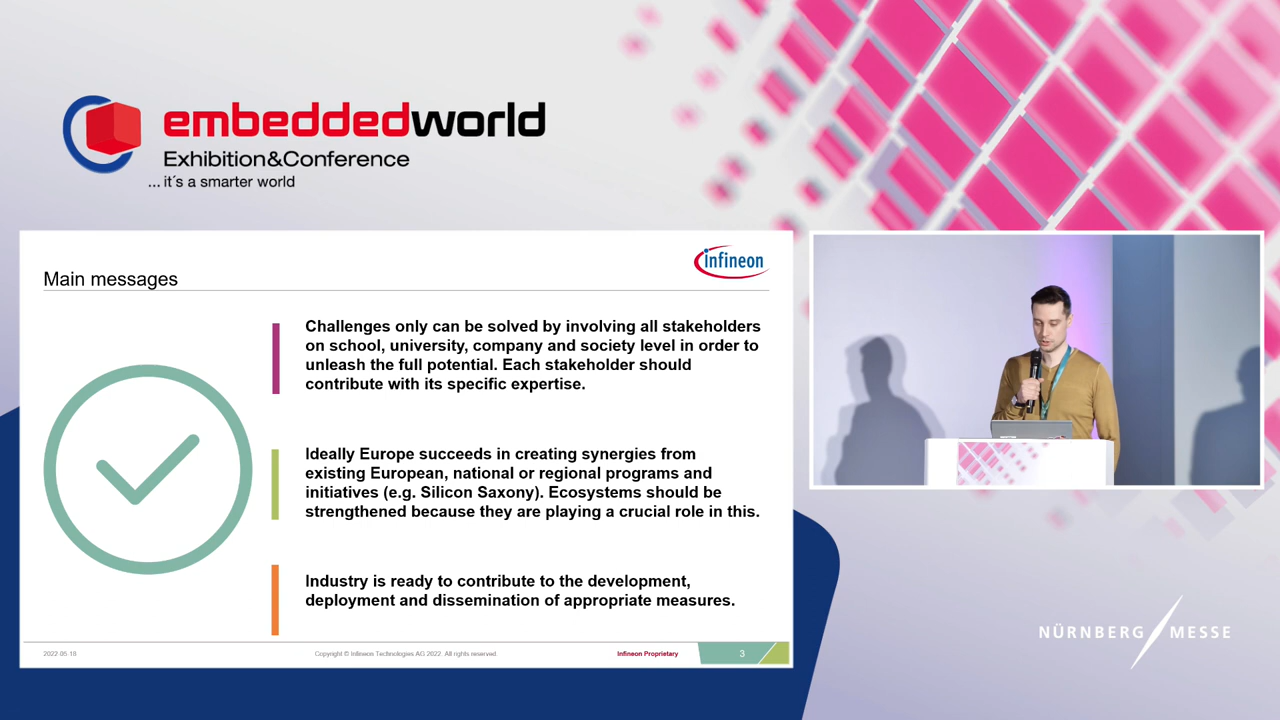 embeddedworld
Exhibition&Conference
... it´s a smarter world
infineon
Main messages
Challenges only can be solved by involving all stakeholders
on school, university, company and society level in order to
unleash the full potential. Each stakeholder should
contribute with its specific expertise.
Ideally Europe succeeds in creating synergies from
existing European, national or regional programs and
initiatives (e.g. Silicon Saxony). Ecosystems should be
strengthened because they are playing a crucial role in this.
Industry is ready to contribute to the development,
deployment and dissemination of appropriate measures.
2022 05 18
Copyright © Infineon Technologies AG 2022. All rights reserved.
Infineon Proprietary
3
NÜRNBERG MESSE